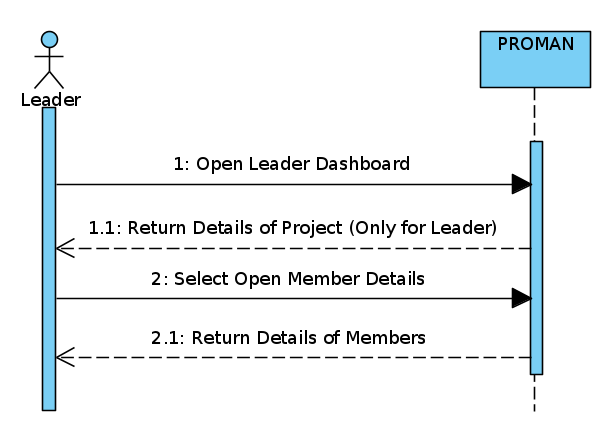 PROMAN
Leader
1: Open Leader Dashboard
1.1: Return Details of Project (Only for Leader)
2: Select Open Member Details
2.1: Return Details of Members